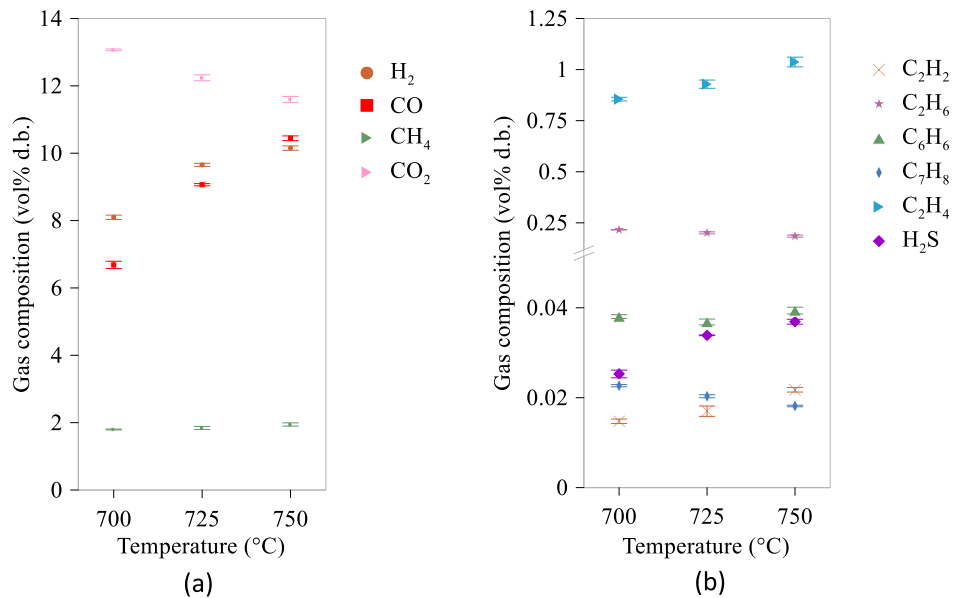 Gas composition (vol% d.b.)
14
12
10
8
6
4
2
0
700 725 750
Temperature (°C)
(a)
H₂
CO
CH₄
CO₂
Gas composition (vol% d.b.)
1.25
1
0.75
0.5
0.25
0.04
0.02
0
700 725 750
Temperature (°C)
(b)
C₂H₂
C₂H₆
C₆H₆
C₇H₈
C₂H₄
H₂S